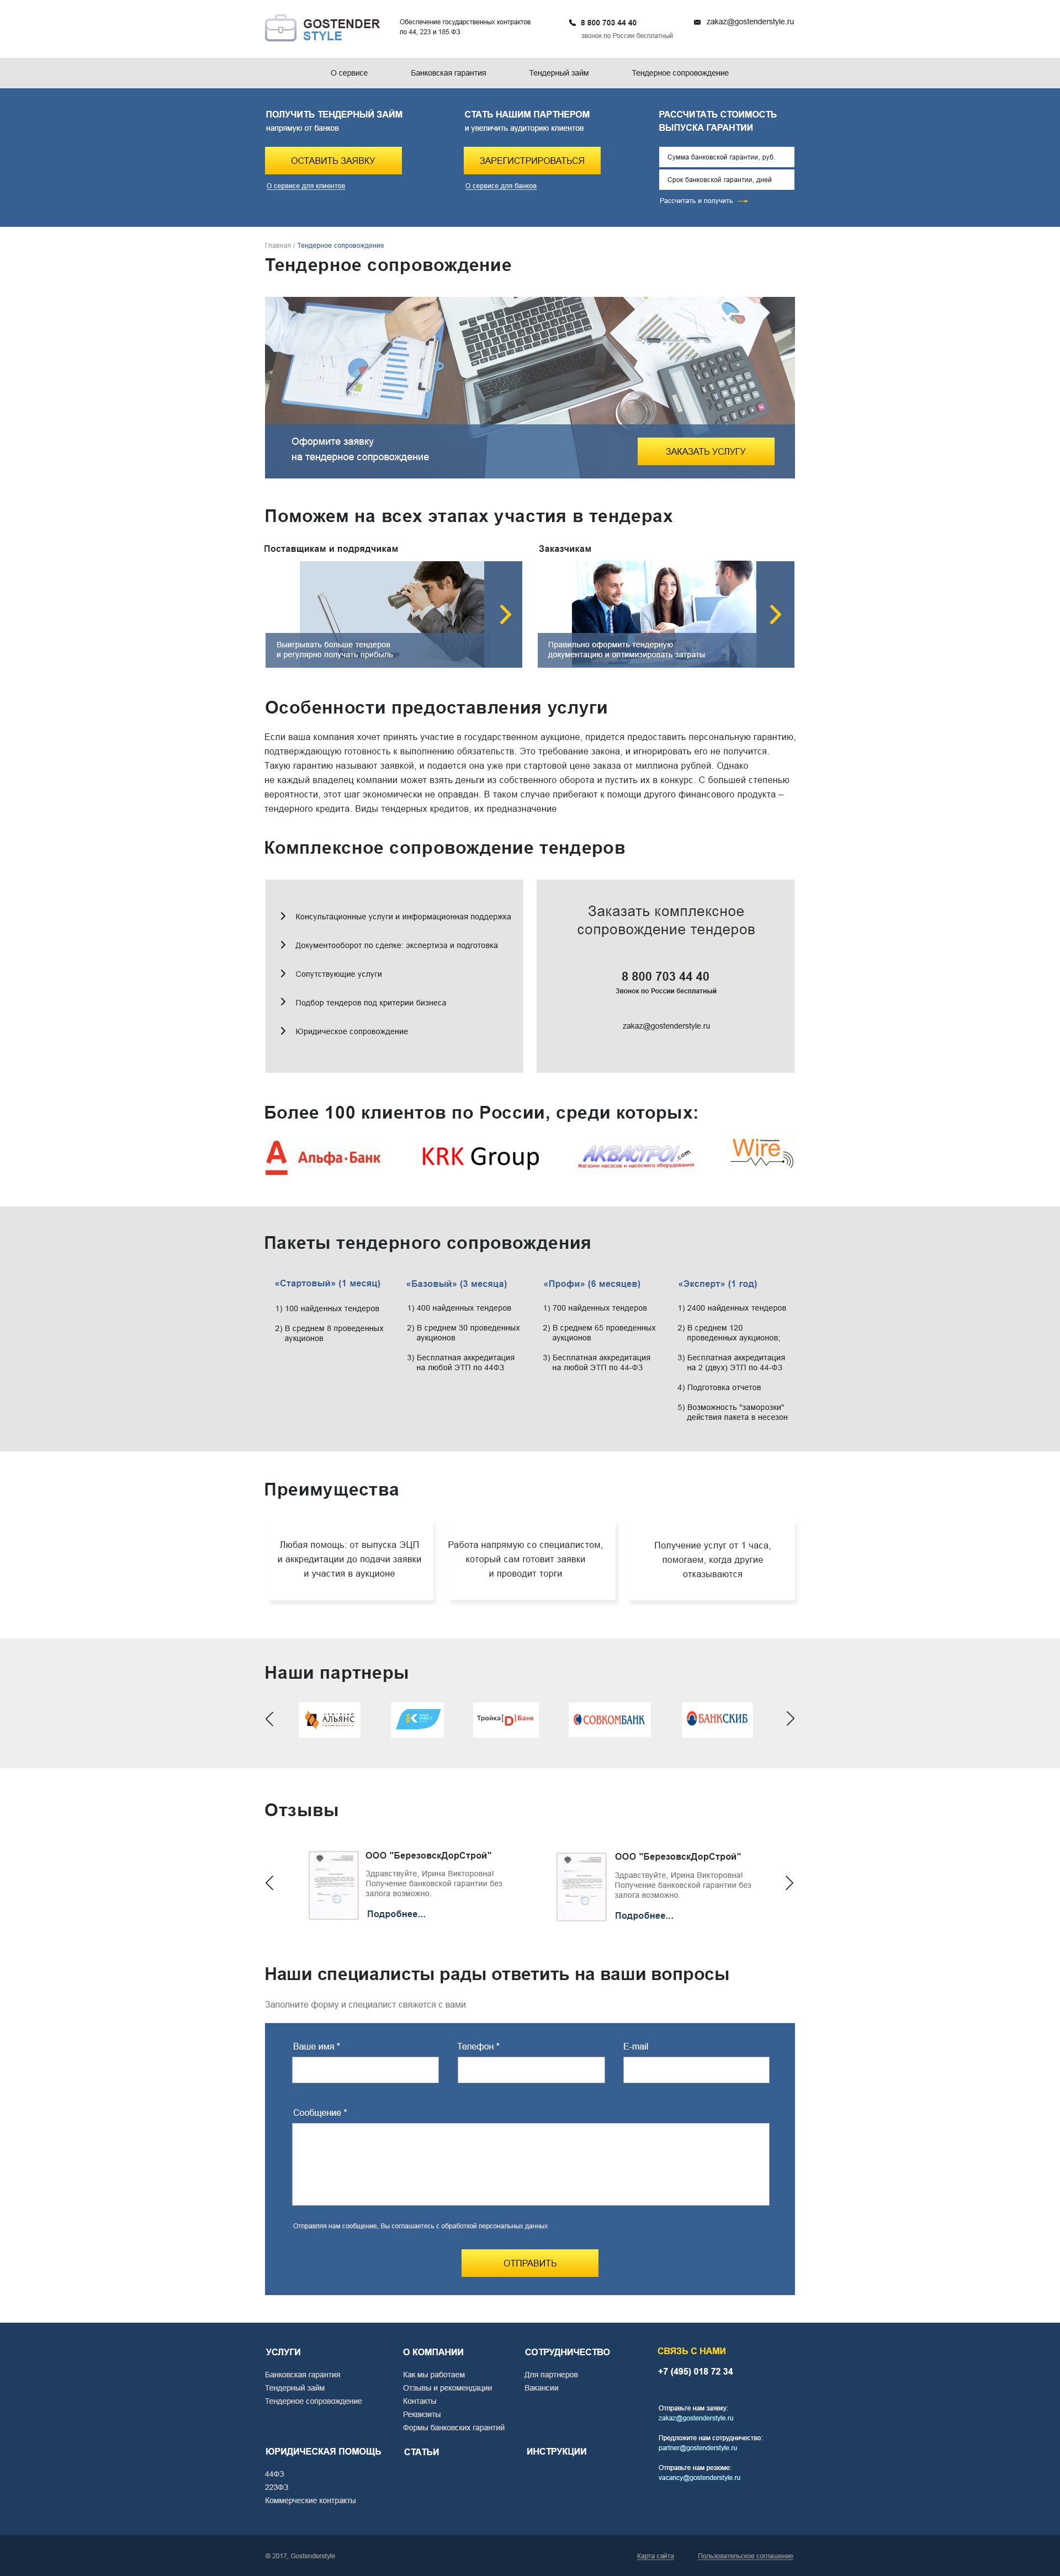 GOSTENDER
STYLE
Обеспечение государственных контрактов
по 44, 223 и 185 ФЗ
8 800 703 44 40
звонок по России бесплатный
zakaz@gostenderstyle.ru
О сервисе
Банковская гарантия
Тендерный займ
Тендерное сопровождение
ПОЛУЧИТЬ ТЕНДЕРНЫЙ ЗАЙМ
напрямую от банков
ОСТАВИТЬ ЗАЯВКУ
О сервисе для клиентов
СТАТЬ НАШИМ ПАРТНЕРОМ
и увеличить аудиторию клиентов
ЗАРЕГИСТРИРОВАТЬСЯ
О сервисе для банков
РАССЧИТАТЬ СТОИМОСТЬ
ВЫПУСКА ГАРАНТИИ
Сумма банковской гарантии, руб.
Срок банковской гарантии, дней
Рассчитать и получить
Главная / Тендерное сопровождение
Тендерное сопровождение
Оформите заявку
на тендерное сопровождение
ЗАКАЗАТЬ УСЛУГУ
Поможем на всех этапах участия в тендерах
Поставщикам и подрядчикам
Выигрывать больше тендеров
и регулярно получать прибыль
Заказчикам
Правильно оформить тендерную
документацию и оптимизировать затраты
Особенности предоставления услуги
Если ваша компания хочет принять участие в государственном аукционе, придется предоставить персональную гарантию,
подтверждающую готовность к выполнению обязательств. Это требование закона, и игнорировать его не получится.
Такую гарантию называют заявкой, и подается она уже при стартовой цене заказа от миллиона рублей. Однако
не каждый владелец компании может взять деньги из собственного оборота и пустить их в конкурс. С большей степенью
вероятности, этот шаг экономически не оправдан. В таком случае прибегают к помощи другого финансового продукта –
тендерного кредита. Виды тендерных кредитов, их предназначение
Комплексное сопровождение тендеров
Консультационные услуги и информационная поддержка
Документооборот по сделке: экспертиза и подготовка
Сопутствующие услуги
Подбор тендеров под критерии бизнеса
Юридическое сопровождение
Заказать комплексное
сопровождение тендеров
8 800 703 44 40
Звонок по России бесплатный
zakaz@gostenderstyle.ru
Более 100 клиентов по России, среди которых:
Альфа·Банк
KRK Group
АКВАСТРОЙ.com
Магазин насосов и насосного оборудования
Wire
Пакеты тендерного сопровождения
«Стартовый» (1 месяц)
1) 100 найденных тендеров
2) В среднем 8 проведенных
аукционов
«Базовый» (3 месяца)
1) 400 найденных тендеров
2) В среднем 30 проведенных
аукционов
3) Бесплатная аккредитация
на любой ЭТП по 44ФЗ
«Профи» (6 месяцев)
1) 700 найденных тендеров
2) В среднем 65 проведенных
аукционов
3) Бесплатная аккредитация
на любой ЭТП по 44-ФЗ
«Эксперт» (1 год)
1) 2400 найденных тендеров
2) В среднем 120
проведенных аукционов;
3) Бесплатная аккредитация
на 2 (двух) ЭТП по 44-ФЗ
4) Подготовка отчетов
5) Возможность "заморозки"
действия пакета в несезон
Преимущества
Любая помощь: от выпуска ЭЦП
и аккредитации до подачи заявки
и участия в аукционе
Работа напрямую со специалистом,
который сам готовит заявки
и проводит торги
Получение услуг от 1 часа,
помогаем, когда другие
отказываются
Наши партнеры
АЛЬЯНС
Тройка D Банк
СОВКОМБАНК
БАНКСКИБ
Отзывы
ООО "БерезовскДорСтрой"
Здравствуйте, Ирина Викторовна!
Получение банковской гарантии без
залога возможно.
Подробнее...
ООО "БерезовскДорСтрой"
Здравствуйте, Ирина Викторовна!
Получение банковской гарантии без
залога возможно.
Подробнее...
Наши специалисты рады ответить на ваши вопросы
Заполните форму и специалист свяжется с вами
Ваше имя *
Телефон *
E-mail
Сообщение *
Отправляя нам сообщение, Вы соглашаетесь с обработкой персональных данных
ОТПРАВИТЬ
УСЛУГИ
Банковская гарантия
Тендерный займ
Тендерное сопровождение
О КОМПАНИИ
Как мы работаем
Отзывы и рекомендации
Контакты
Реквизиты
Формы банковских гарантий
СОТРУДНИЧЕСТВО
Для партнеров
Вакансии
СВЯЗЬ С НАМИ
+7 (495) 018 72 34
Отправьте нам заявку:
zakaz@gostenderstyle.ru
Предложите нам сотрудничество:
partner@gostenderstyle.ru
Отправьте нам резюме:
vacancy@gostenderstyle.ru
ЮРИДИЧЕСКАЯ ПОМОЩЬ
44ФЗ
223ФЗ
Коммерческие контракты
СТАТЬИ
ИНСТРУКЦИИ
© 2017, Gostenderstyle
Карта сайта
Пользовательское соглашение